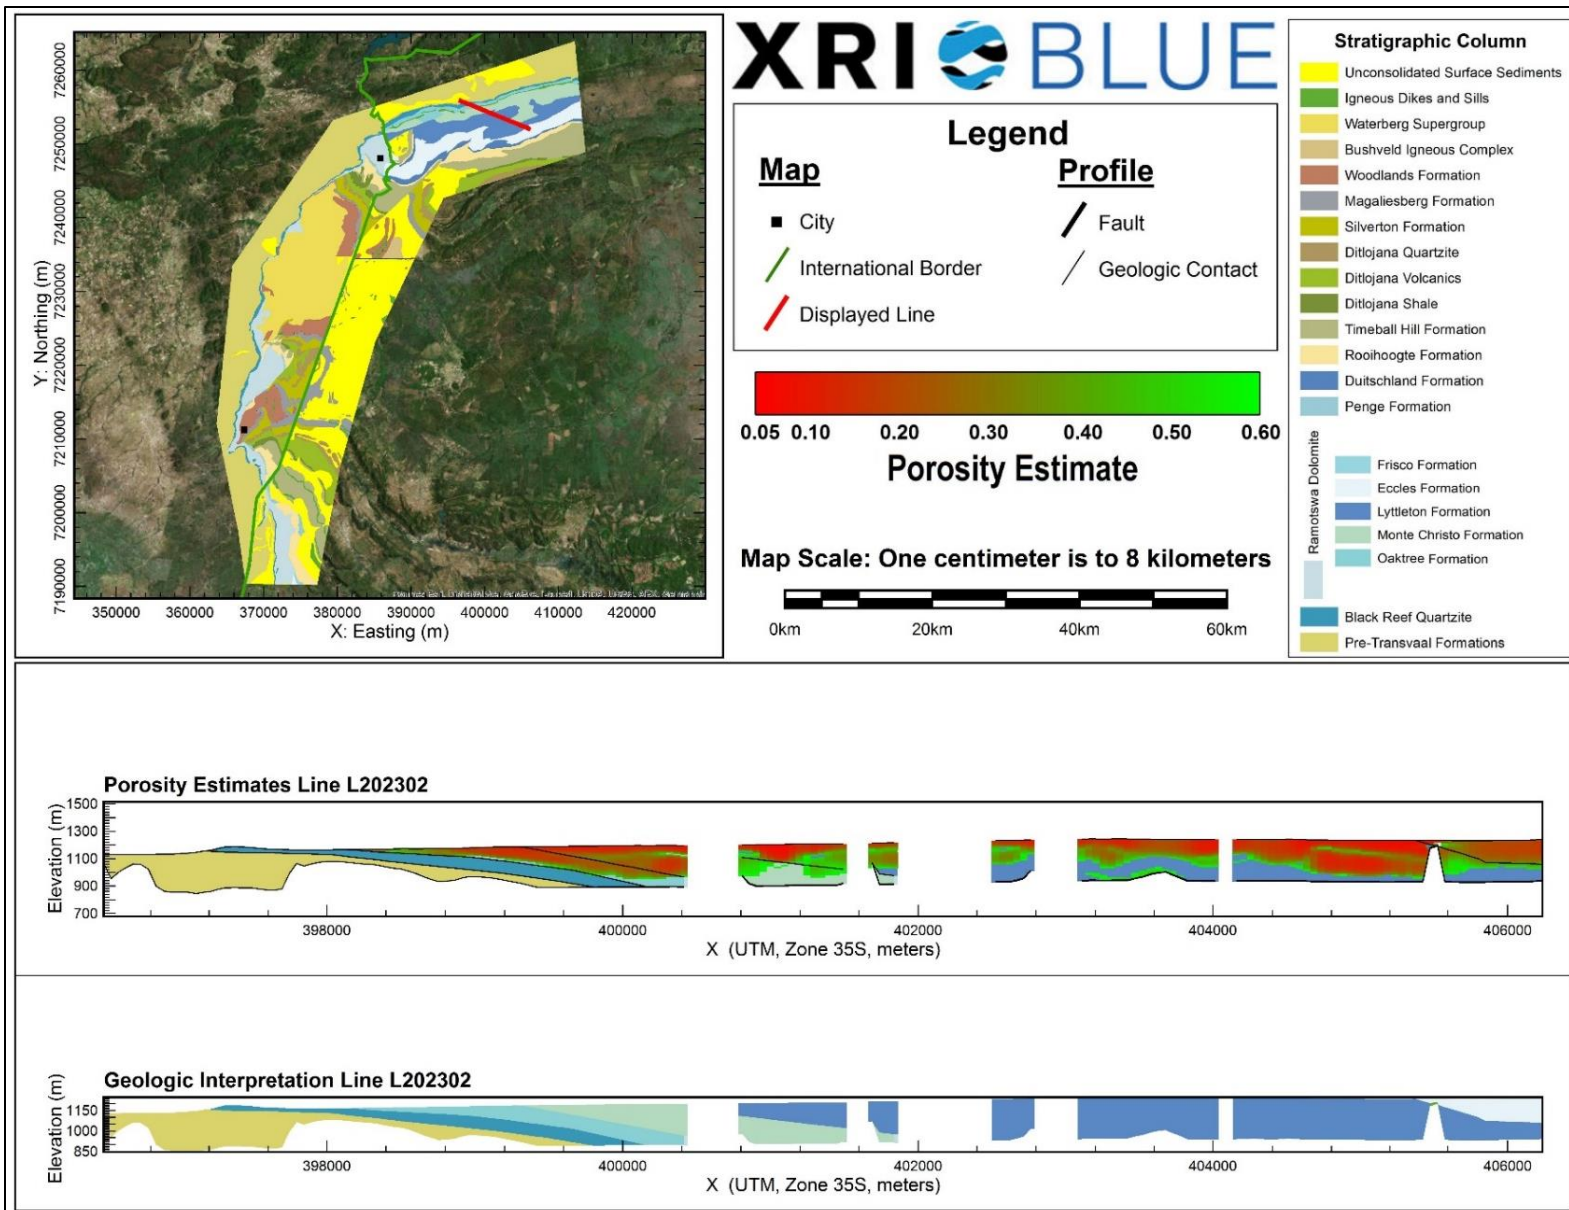 XRI BLUE
Y: Northing (m)
7260000
7250000
7240000
7230000
7220000
7210000
7200000
7190000
350000 360000 370000 380000 390000 400000 410000 420000
X: Easting (m)
Legend
Map
City
International Border
Displayed Line
Profile
Fault
Geologic Contact
0.05 0.10 0.20 0.30 0.40 0.50 0.60
Porosity Estimate
Map Scale: One centimeter is to 8 kilometers
0km 20km 40km 60km
Stratigraphic Column
Unconsolidated Surface Sediments
Igneous Dikes and Sills
Waterberg Supergroup
Bushveld Igneous Complex
Woodlands Formation
Magaliesberg Formation
Silverton Formation
Ditlojana Quartzite
Ditlojana Volcanics
Ditlojana Shale
Timeball Hill Formation
Rooihoogte Formation
Duitschland Formation
Penge Formation
Ramotswa Dolomite
Frisco Formation
Eccles Formation
Lyttleton Formation
Monte Christo Formation
Oaktree Formation
Black Reef Quartzite
Pre-Transvaal Formations
Porosity Estimates Line L202302
Elevation (m)
1500
1300
1100
900
700
398000 400000 402000 404000 406000
X (UTM, Zone 35S, meters)
Geologic Interpretation Line L202302
Elevation (m)
1150
1000
850
398000 400000 402000 404000 406000
X (UTM, Zone 35S, meters)